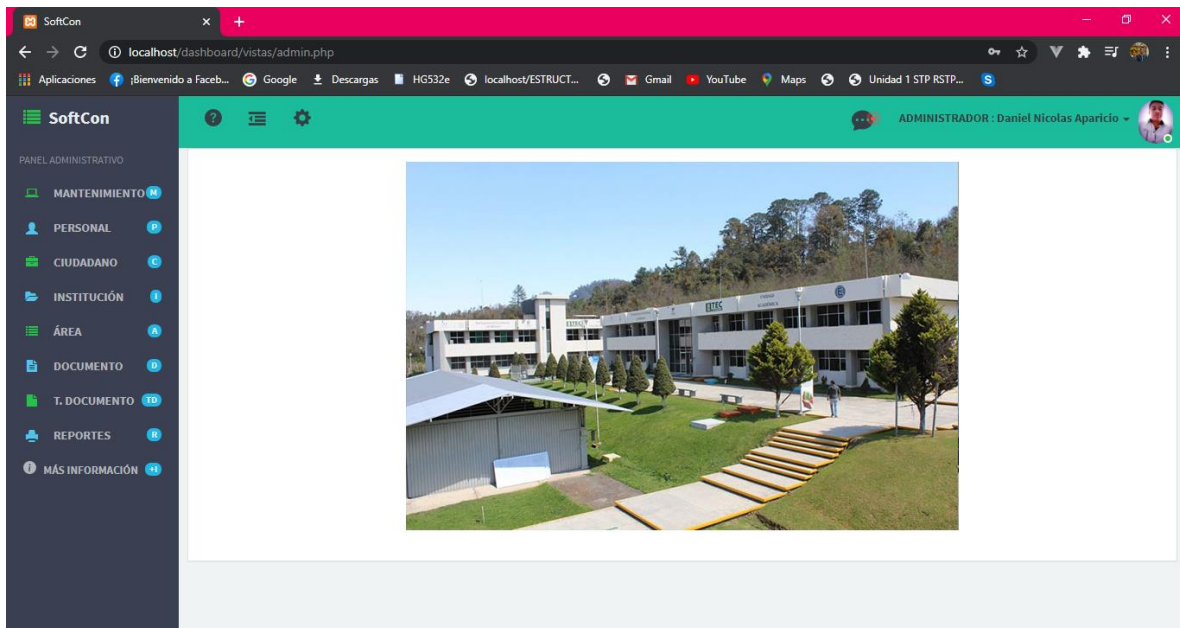 SoftCon
localhost/dashboard/vistas/admin.php
Aplicaciones
¡Bienvenido a Faceb...
Google
Descargas
HG532e
localhost/ESTRUCT...
Gmail
YouTube
Maps
Unidad 1 STP RSTP...
SoftCon
ADMINISTRADOR : Daniel Nicolas Aparicio
PANEL ADMINISTRATIVO
MANTENIMIENTO M
PERSONAL P
CIUDADANO C
INSTITUCIÓN I
ÁREA A
DOCUMENTO D
T. DOCUMENTO TD
REPORTES R
MÁS INFORMACIÓN +I
UNIDAD
ACADÉMICA